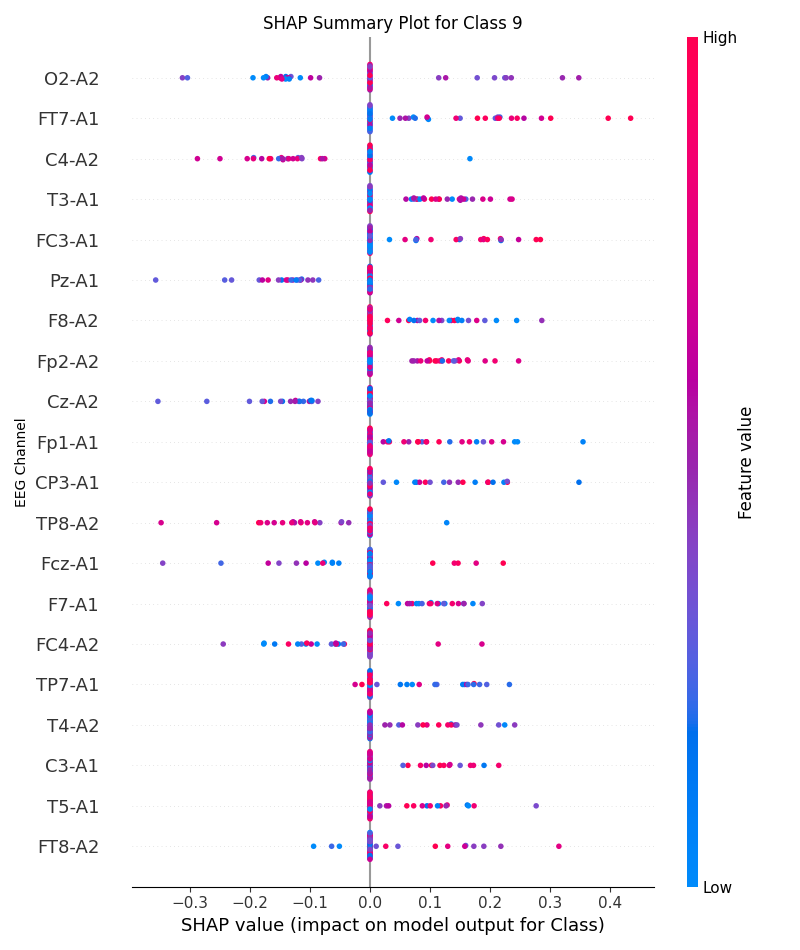 SHAP Summary Plot for Class 9
High
O2-A2
FT7-A1
C4-A2
T3-A1
FC3-A1
Pz-A1
F8-A2
Fp2-A2
Cz-A2
Fp1-A1
CP3-A1
TP8-A2
Fcz-A1
F7-A1
FC4-A2
TP7-A1
T4-A2
C3-A1
T5-A1
FT8-A2
EEG Channel
Feature value
Low
−0.3 −0.2 −0.1 0.0 0.1 0.2 0.3 0.4
SHAP value (impact on model output for Class)